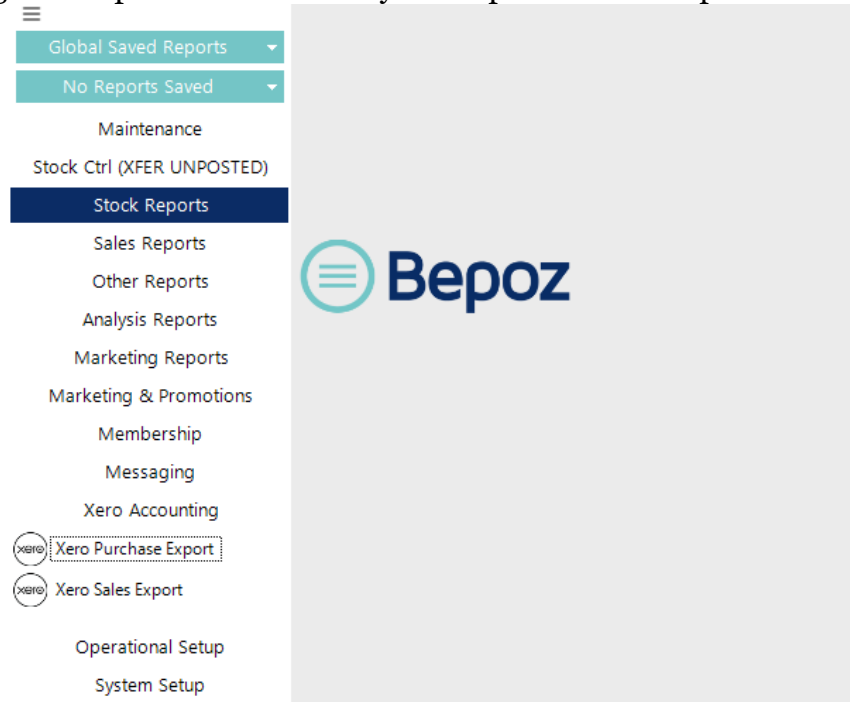 Global Saved Reports
No Reports Saved
Maintenance
Stock Ctrl (XFER UNPOSTED)
Stock Reports
Sales Reports
Other Reports
Analysis Reports
Marketing Reports
Marketing & Promotions
Membership
Messaging
Xero Accounting
xero Xero Purchase Export
xero Xero Sales Export
Operational Setup
System Setup
Bepoz